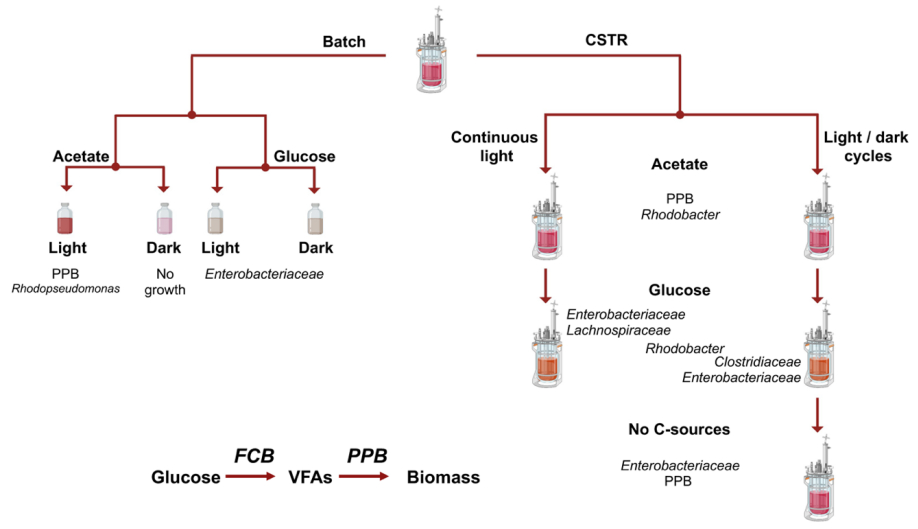 Batch
CSTR
Continuous
light
Light / dark
cycles
Acetate
Glucose
Acetate
PPB
Rhodobacter
Light
Dark
Light
Dark
PPB
Rhodopseudomonas
No
growth
Enterobacteriaceae
Glucose
Enterobacteriaceae
Lachnospiraceae
Rhodobacter
Clostridiaceae
Enterobacteriaceae
No C-sources
Enterobacteriaceae
PPB
FCB
PPB
Glucose
VFAs
Biomass